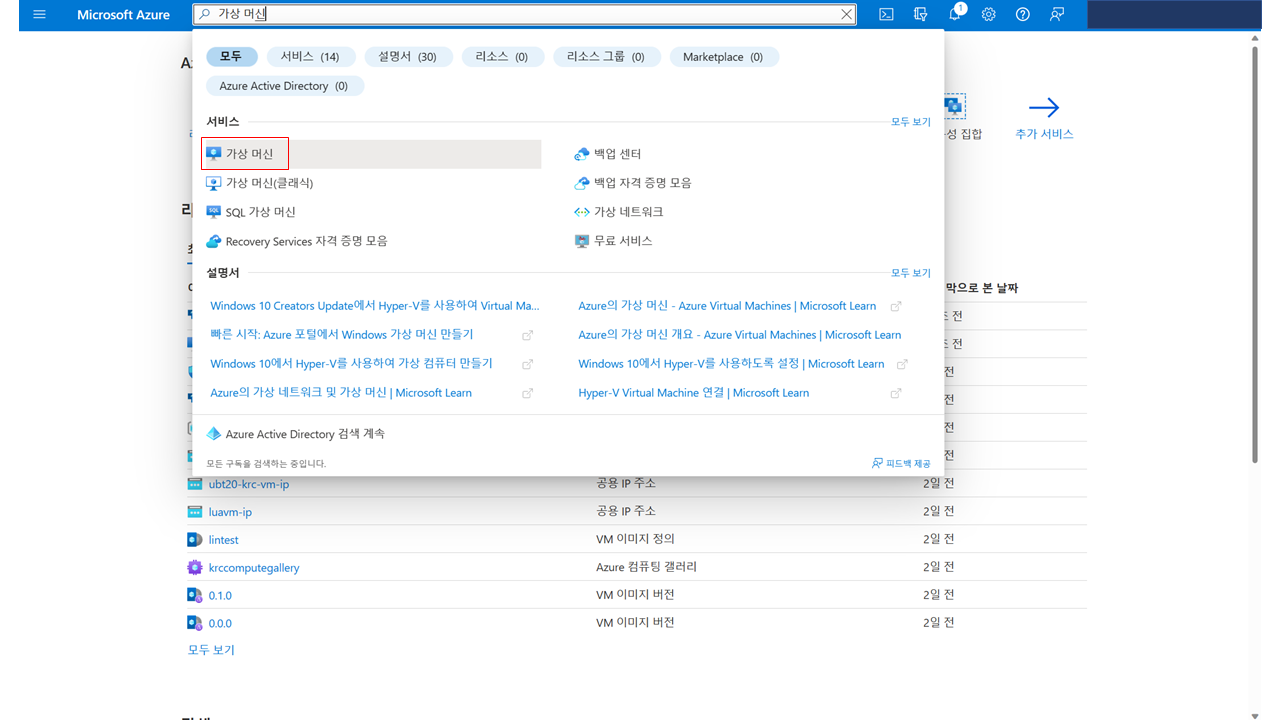 Microsoft Azure
가상 머신
1
모두
서비스 (14)
설명서 (30)
리소스 (0)
리소스 그룹 (0)
Marketplace (0)
Azure Active Directory (0)
서비스
모두 보기
가상 머신
백업 센터
가상 머신(클래식)
백업 자격 증명 모음
SQL 가상 머신
가상 네트워크
Recovery Services 자격 증명 모음
무료 서비스
설명서
모두 보기
Windows 10 Creators Update에서 Hyper-V를 사용하여 Virtual Ma...
Azure의 가상 머신 - Azure Virtual Machines | Microsoft Learn
빠른 시작: Azure 포털에서 Windows 가상 머신 만들기
Azure의 가상 머신 개요 - Azure Virtual Machines | Microsoft Learn
Windows 10에서 Hyper-V를 사용하여 가상 컴퓨터 만들기
Windows 10에서 Hyper-V를 사용하도록 설정 | Microsoft Learn
Azure의 가상 네트워크 및 가상 머신 | Microsoft Learn
Hyper-V Virtual Machine 연결 | Microsoft Learn
Azure Active Directory 검색 계속
모든 구독을 검색하는 중입니다.
피드백 제공
성 집합
추가 서비스
막으로 본 날짜
전
전
전
전
전
전
ubt20-krc-vm-ip 공용 IP 주소 2일 전
luavm-ip 공용 IP 주소 2일 전
lintest VM 이미지 정의 2일 전
krccomputegallery Azure 컴퓨팅 갤러리 2일 전
0.1.0 VM 이미지 버전 2일 전
0.0.0 VM 이미지 버전 2일 전
모두 보기